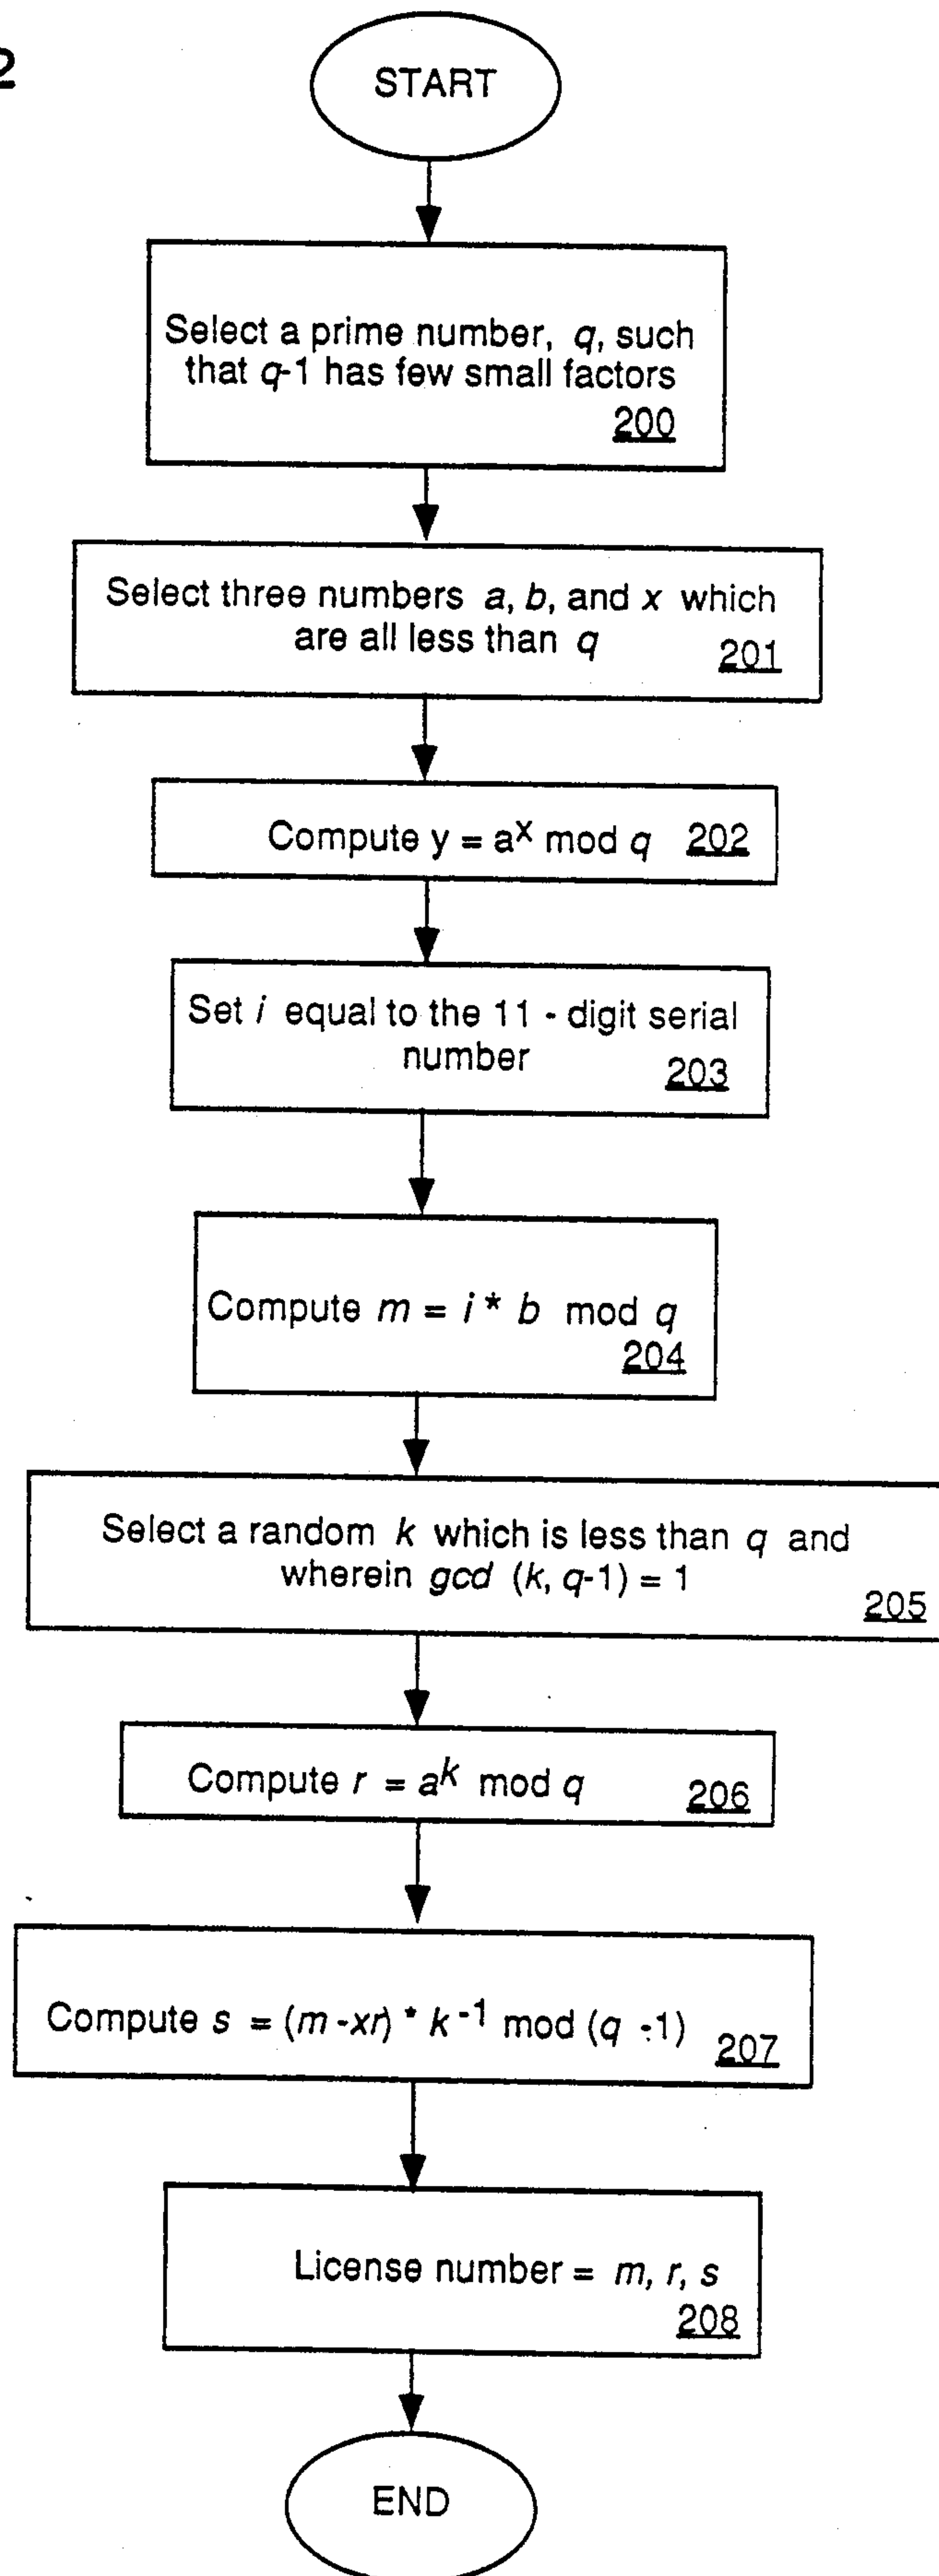 2
START
Select a prime number, q, such
that q-1 has few small factors
200
Select three numbers a, b, and x which
are all less than q
201
Compute y = a^x mod q 202
Set i equal to the 11 - digit serial
number
203
Compute m = i * b mod q
204
Select a random k which is less than q and
wherein gcd (k, q-1) = 1
205
Compute r = a^k mod q 206
Compute s = (m -xr) * k^-1 mod (q -1) 207
License number = m, r, s
208
END